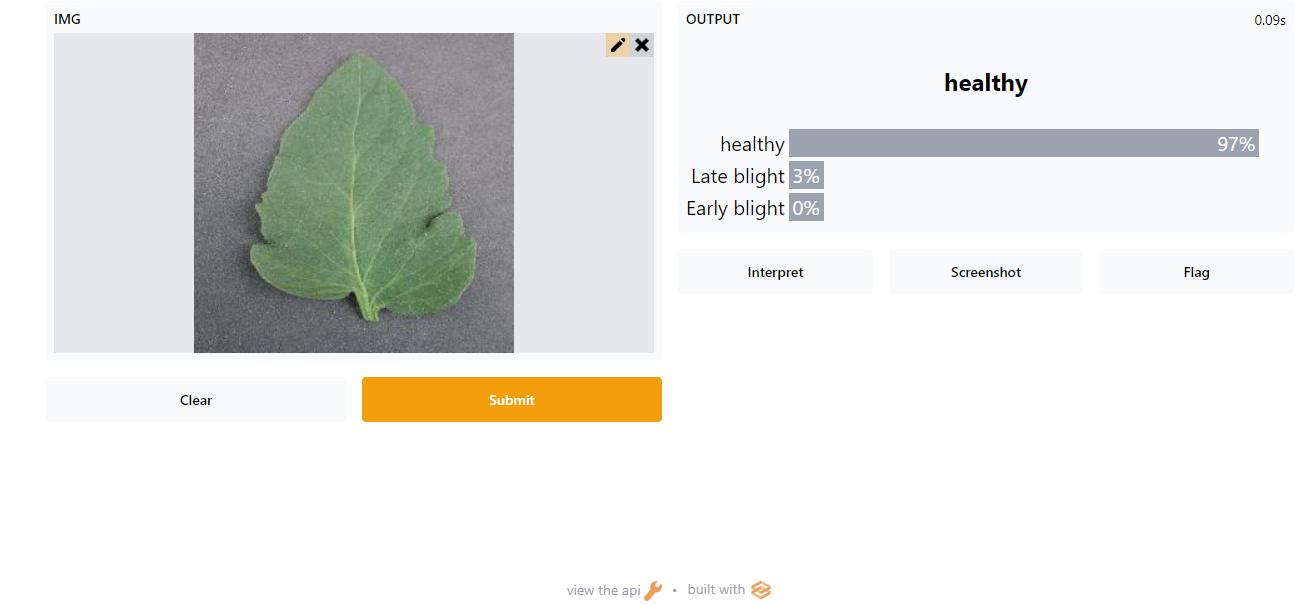 IMG
OUTPUT
0.09s
healthy
healthy 97%
Late blight 3%
Early blight 0%
Interpret
Screenshot
Flag
Clear
Submit
view the api • built with